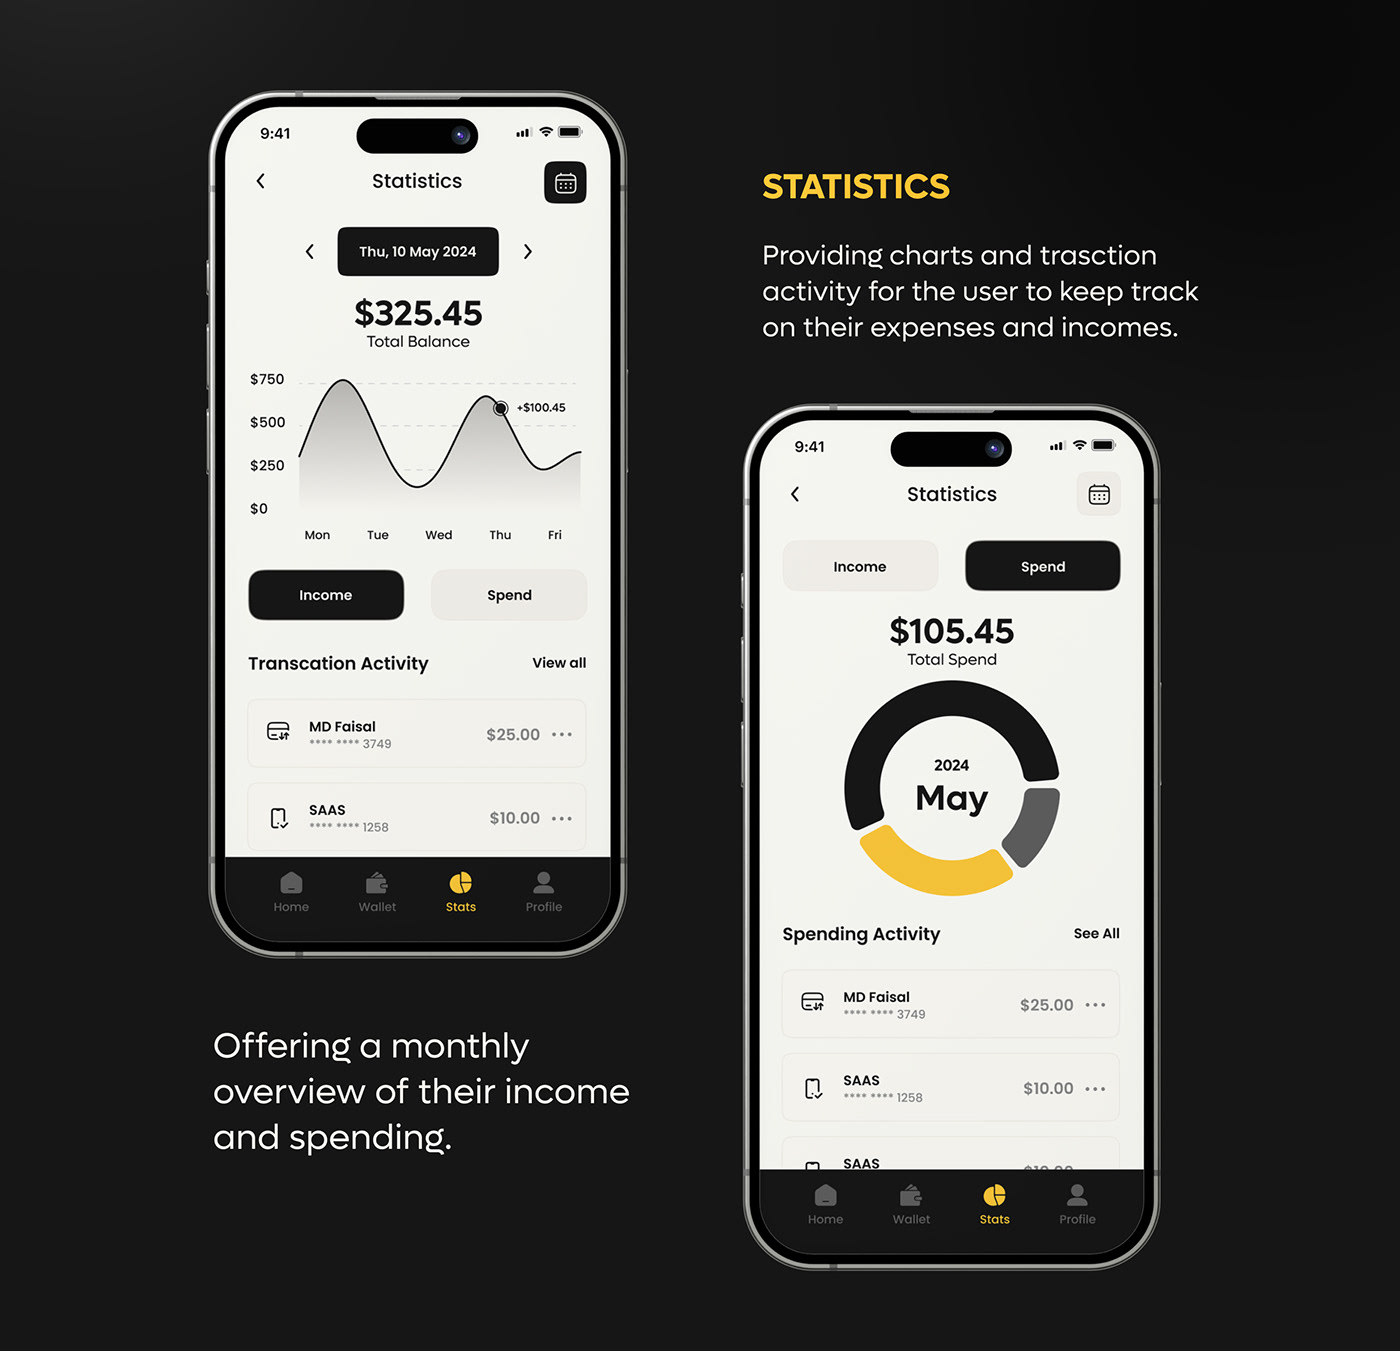 9:41
Statistics
Thu, 10 May 2024
$325.45
Total Balance
$750
$500
$250
$0
+$100.45
Mon Tue Wed Thu Fri
Income Spend
Transcation Activity View all
MD Faisal
**** **** 3749
$25.00
SAAS
**** **** 1258
$10.00
Home Wallet Stats Profile
Offering a monthly
overview of their income
and spending.
STATISTICS
Providing charts and trasction
activity for the user to keep track
on their expenses and incomes.
9:41
Statistics
Income Spend
$105.45
Total Spend
2024
May
Spending Activity See All
MD Faisal
**** **** 3749
$25.00
SAAS
**** **** 1258
$10.00
SAAS
$10.00
Home Wallet Stats Profile